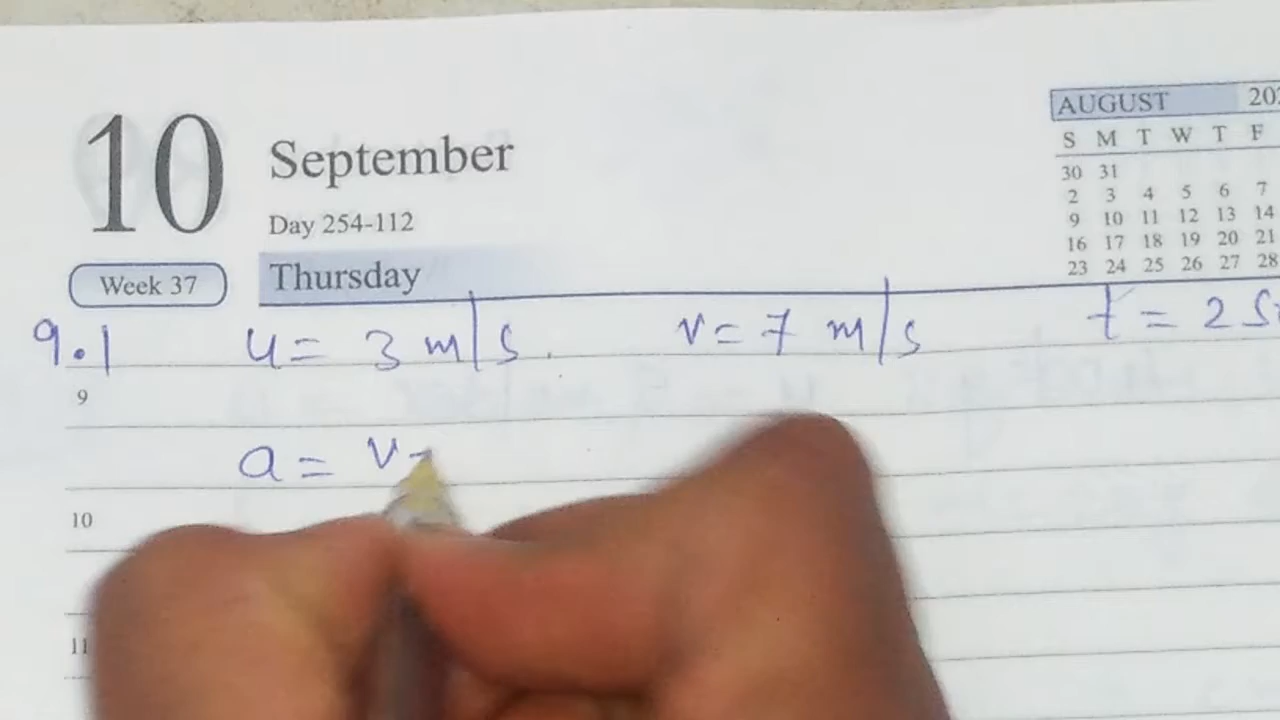 10 September
Day 254-112
Week 37 Thursday
AUGUST
S M T W T F
30 31
2 3 4 5 6 7
9 10 11 12 13 14
16 17 18 19 20 21
23 24 25 26 27 28
9.1 u = 3 m/s. v = 7 m/s t = 2
9
a = v-
10
11